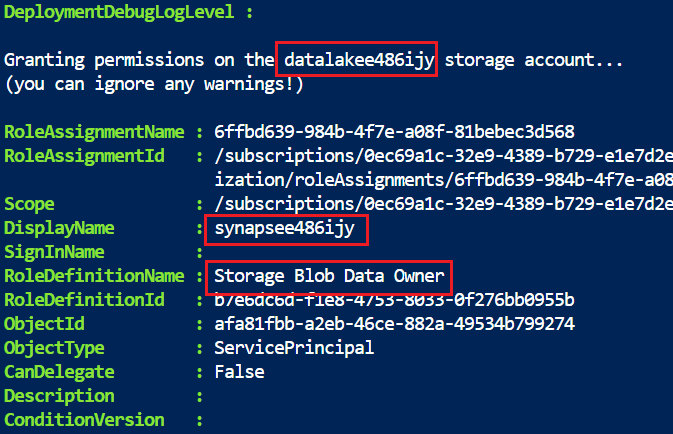 DeploymentDebugLogLevel :
Granting permissions on the datalakee486ijy storage account...
(you can ignore any warnings!)
RoleAssignmentName : 6ffbd639-984b-4f7e-a08f-81bebec3d568
RoleAssignmentId : /subscriptions/0ec69a1c-32e9-4389-b729-e1e7d2e
ization/roleAssignments/6ffbd639-984b-4f7e-a08
Scope : /subscriptions/0ec69a1c-32e9-4389-b729-e1e7d2e
DisplayName : synapsee486ijy
SignInName :
RoleDefinitionName : Storage Blob Data Owner
RoleDefinitionId : b7e6dc6d-f1e8-4753-8033-0f276bb0955b
ObjectId : afa81fbb-a2eb-46ce-882a-49534b799274
ObjectType : ServicePrincipal
CanDelegate : False
Description :
ConditionVersion :